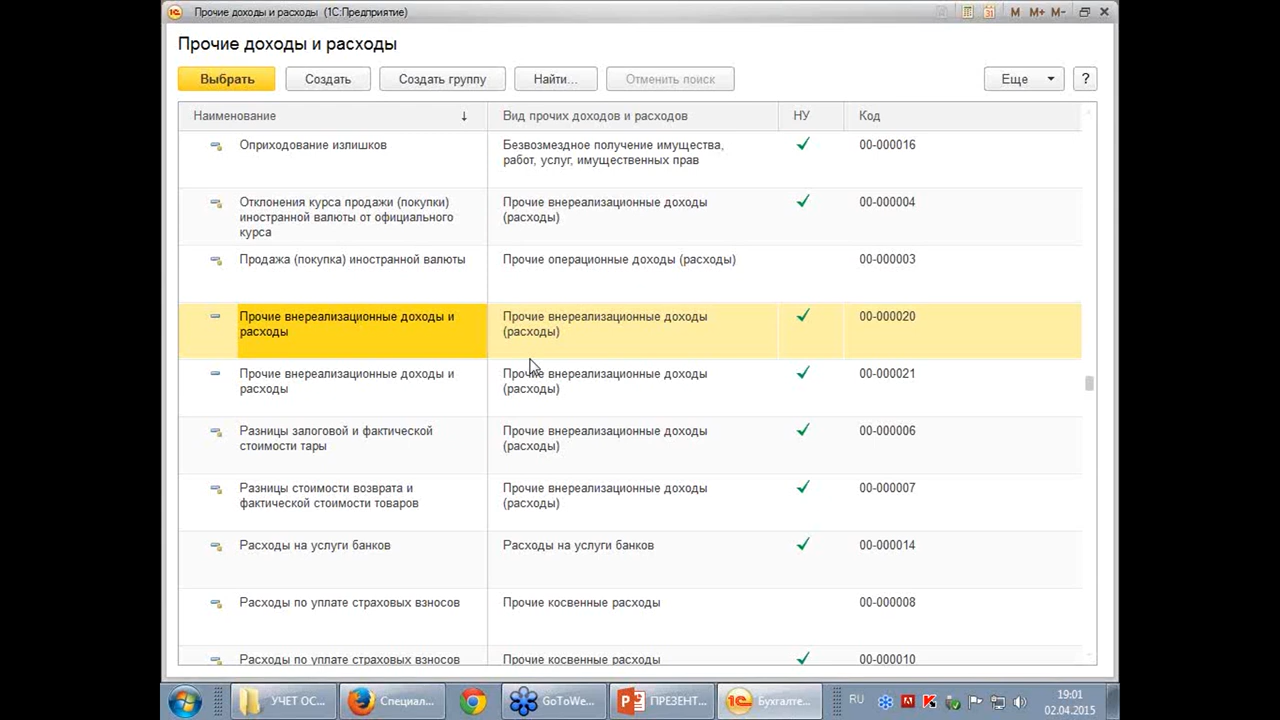 Прочие доходы и расходы (1С:Предприятие)
M M+ M-
Прочие доходы и расходы
Выбрать Создать Создать группу Найти... Отменить поиск Еще ?
Наименование ↓ Вид прочих доходов и расходов НУ Код
Оприходование излишков Безвозмездное получение имущества, 00-000016
работ, услуг, имущественных прав
Отклонения курса продажи (покупки) Прочие внереализационные доходы 00-000004
иностранной валюты от официального (расходы)
курса
Продажа (покупка) иностранной валюты Прочие операционные доходы (расходы) 00-000003
Прочие внереализационные доходы и Прочие внереализационные доходы 00-000020
расходы (расходы)
Прочие внереализационные доходы и Прочие внереализационные доходы 00-000021
расходы (расходы)
Разницы залоговой и фактической Прочие внереализационные доходы 00-000006
стоимости тары (расходы)
Разницы стоимости возврата и Прочие внереализационные доходы 00-000007
фактической стоимости товаров (расходы)
Расходы на услуги банков Расходы на услуги банков 00-000014
Расходы по уплате страховых взносов Прочие косвенные расходы 00-000008
Расходы по уплате страховых взносов Прочие косвенные расходы 00-000010
УЧЕТ ОС... Специал... GoToWe... ПРЕЗЕНТ... Бухгалте... RU 19:01
02.04.2015